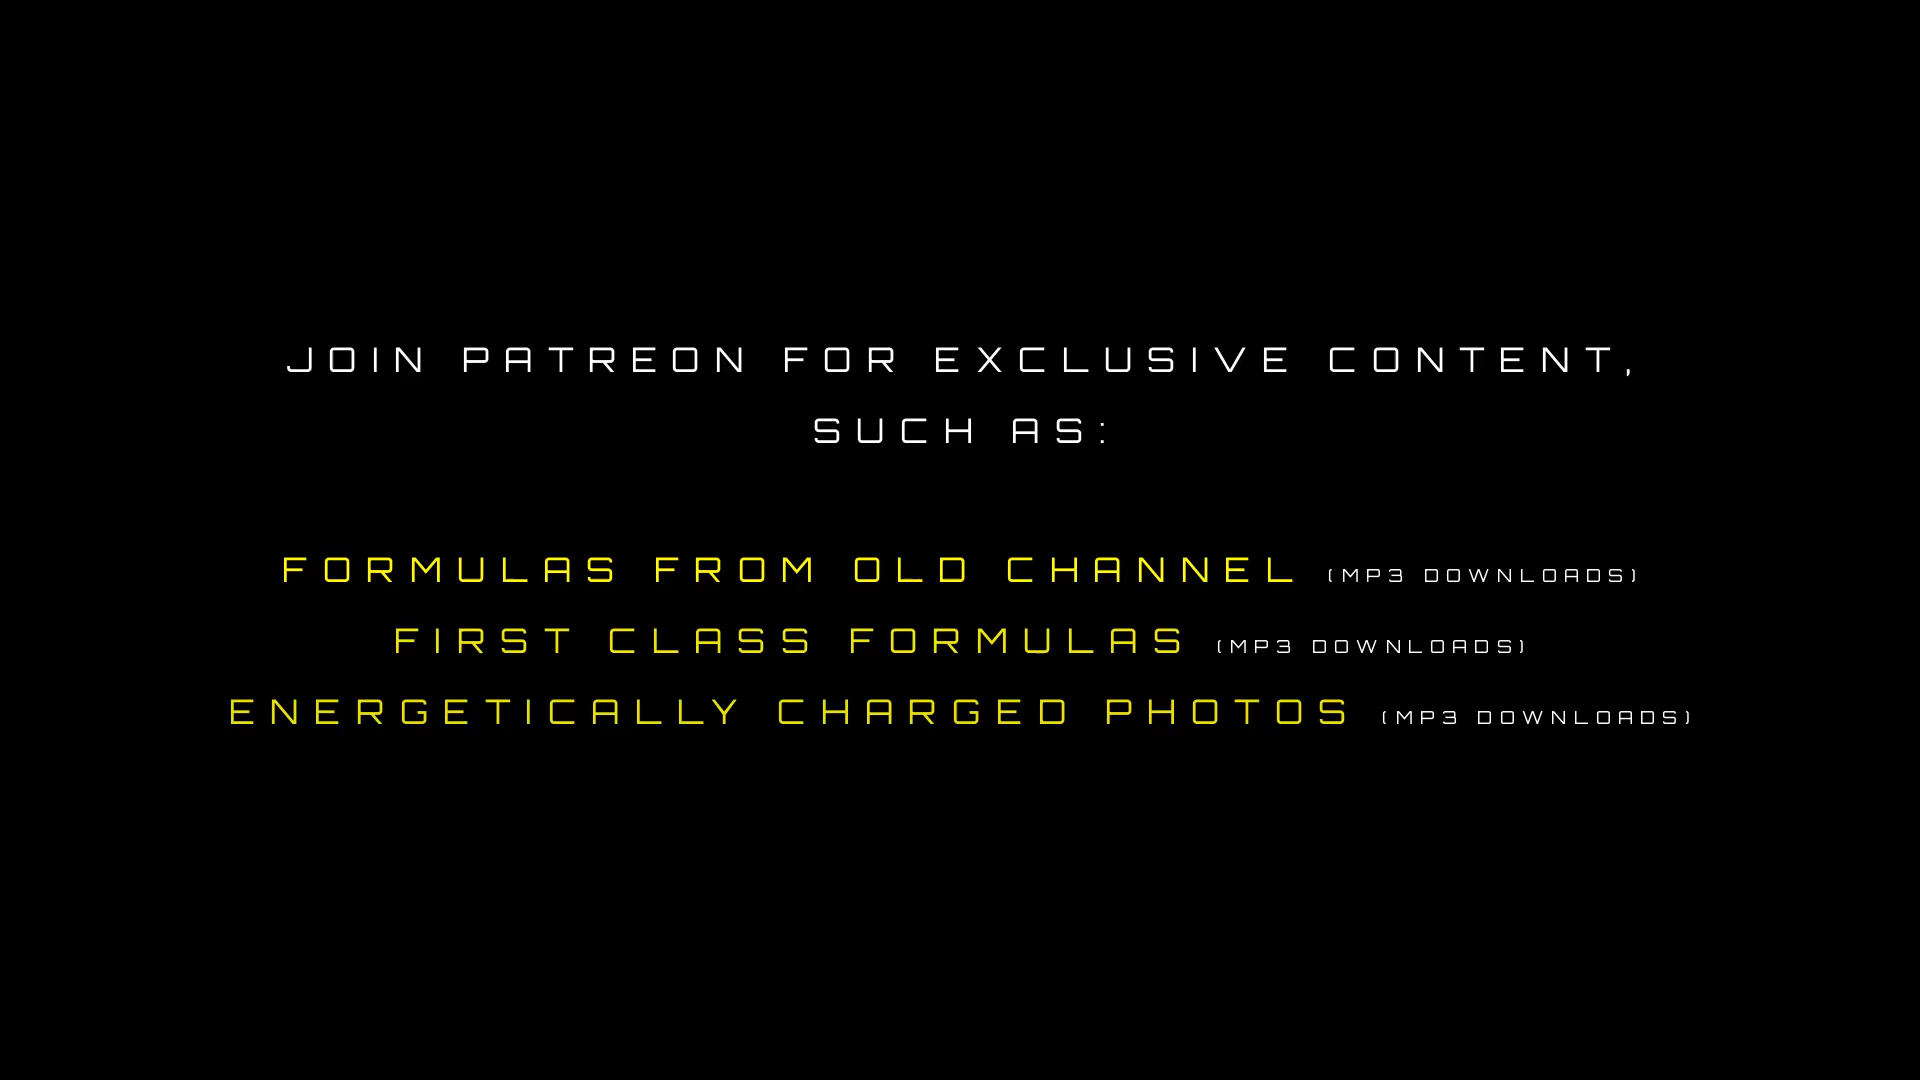 JOIN PATREON FOR EXCLUSIVE CONTENT,
SUCH AS:
FORMULAS FROM OLD CHANNEL (MP3 DOWNLOADS)
FIRST CLASS FORMULAS (MP3 DOWNLOADS)
ENERGETICALLY CHARGED PHOTOS (MP3 DOWNLOADS)